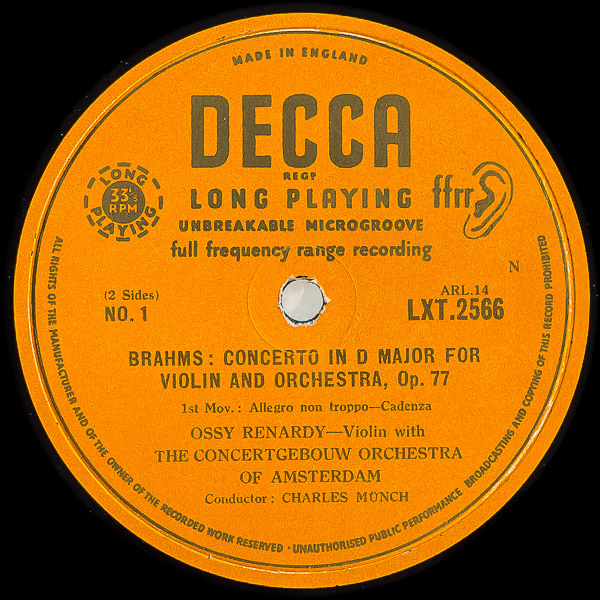 MADE IN ENGLAND
DECCA
REGD
LONG PLAYING
33⅓ RPM
LONG PLAYING
ffrr
UNBREAKABLE MICROGROOVE
full frequency range recording
N
(2 Sides)
NO. 1
ARL.14
LXT.2566
BRAHMS: CONCERTO IN D MAJOR FOR
VIOLIN AND ORCHESTRA, Op. 77
1st Mov.: Allegro non troppo—Cadenza
OSSY RENARDY—Violin with
THE CONCERTGEBOUW ORCHESTRA
OF AMSTERDAM
Conductor: CHARLES MÜNCH
ALL RIGHTS OF THE MANUFACTURER AND OF THE OWNER OF THE RECORDED WORK RESERVED · UNAUTHORISED PUBLIC PERFORMANCE BROADCASTING AND COPYING OF THIS RECORD PROHIBITED